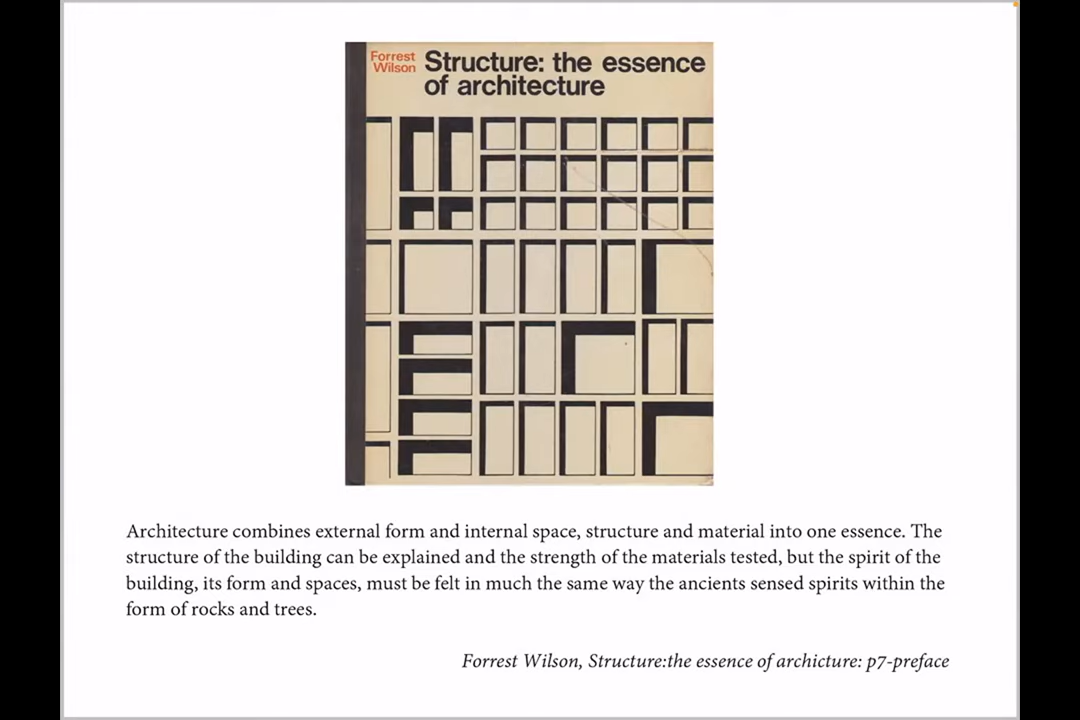 Forrest
Wilson
Structure: the essence
of architecture
Architecture combines external form and internal space, structure and material into one essence. The
structure of the building can be explained and the strength of the materials tested, but the spirit of the
building, its form and spaces, must be felt in much the same way the ancients sensed spirits within the
form of rocks and trees.
Forrest Wilson, Structure:the essence of archicture: p7-preface